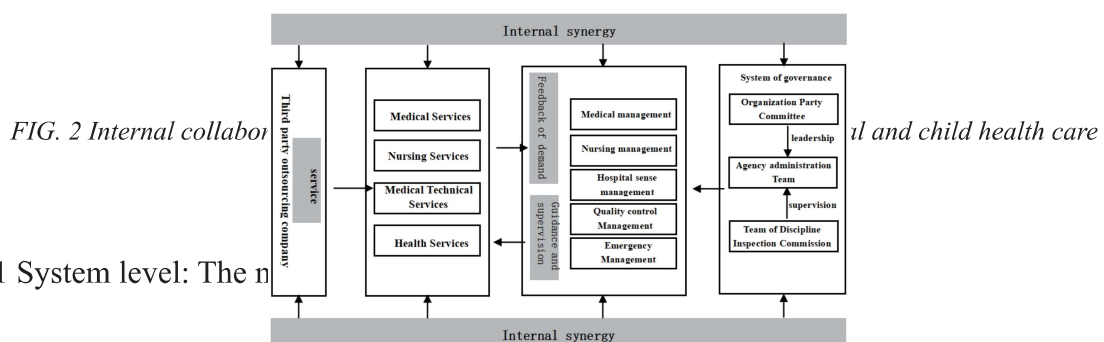 Internal synergy
Third party outsourcing company
service
Medical Services
Nursing Services
Medical Technical
Services
Health Services
Feedback of demand
Guidance and
supervision
Medical management
Nursing management
Hospital sense
management
Quality control
Management
Emergency
Management
System of governance
Organization Party
Committee
leadership
Agency administration
Team
supervision
Team of Discipline
Inspection Commission
Internal synergy
FIG. 2 Internal collabor
l and child health care
System level: The